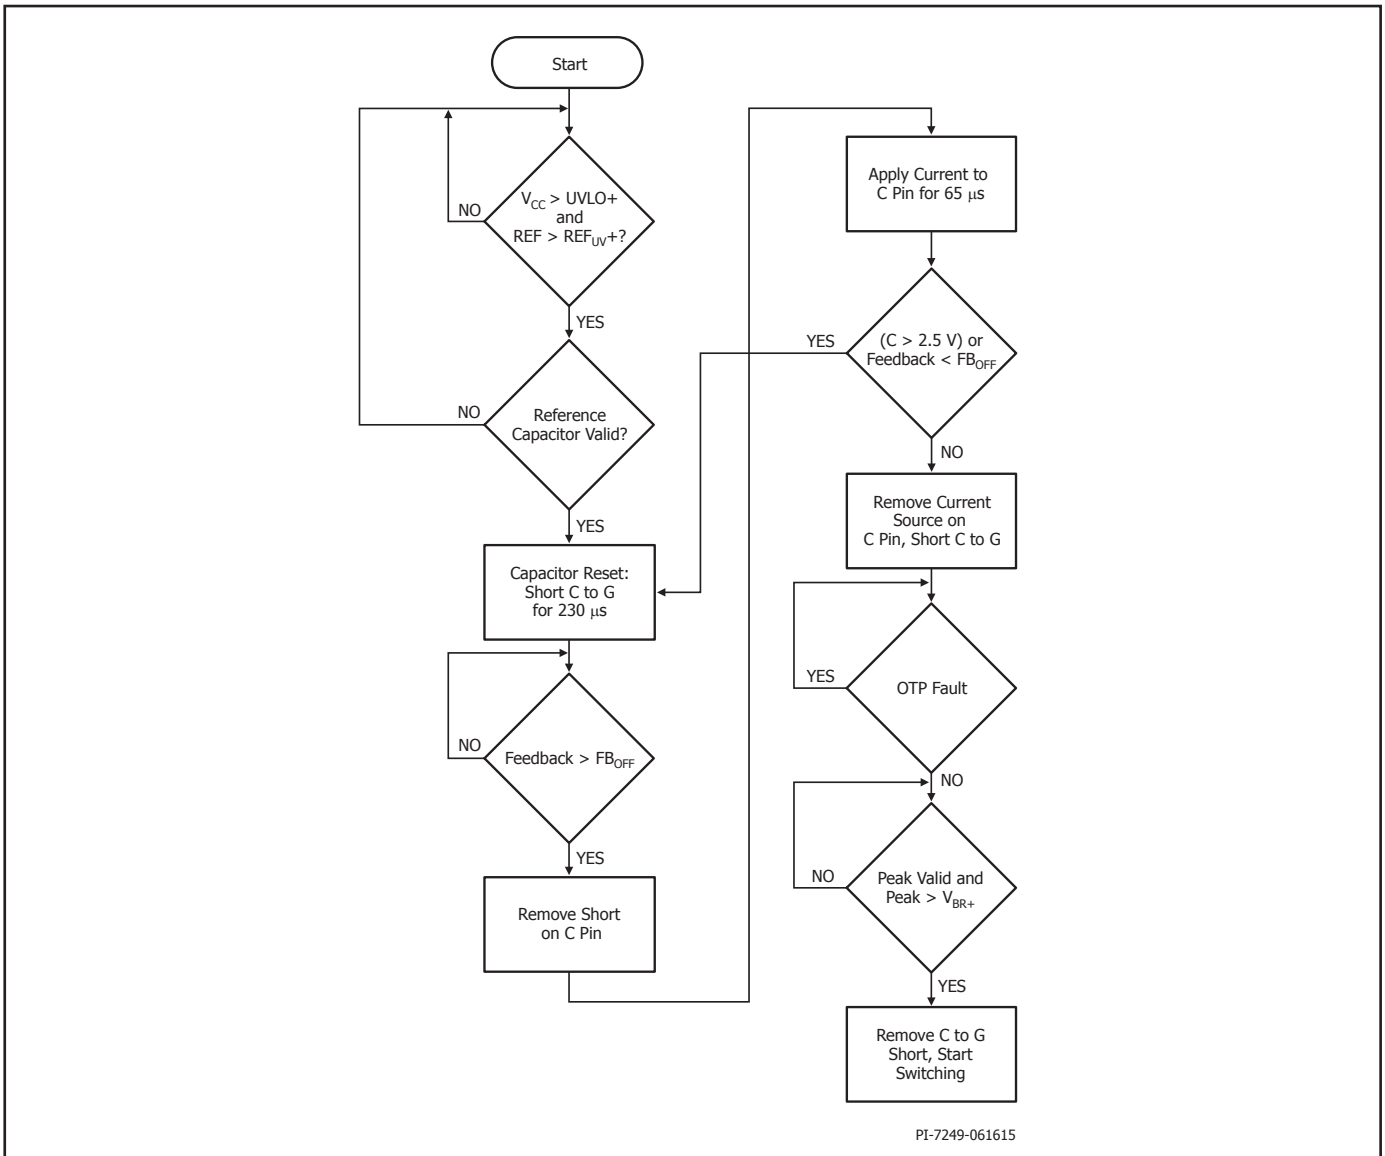 Start
V_CC > UVLO+
and
REF > REF_UV+?
NO
YES
Reference
Capacitor Valid?
NO
YES
Capacitor Reset:
Short C to G
for 230 μs
Feedback > FB_OFF
NO
YES
Remove Short
on C Pin
Apply Current to
C Pin for 65 μs
(C > 2.5 V) or
Feedback < FB_OFF
YES
NO
Remove Current
Source on
C Pin, Short C to G
OTP Fault
YES
NO
Peak Valid and
Peak > V_BR+
NO
YES
Remove C to G
Short, Start
Switching
PI-7249-061615